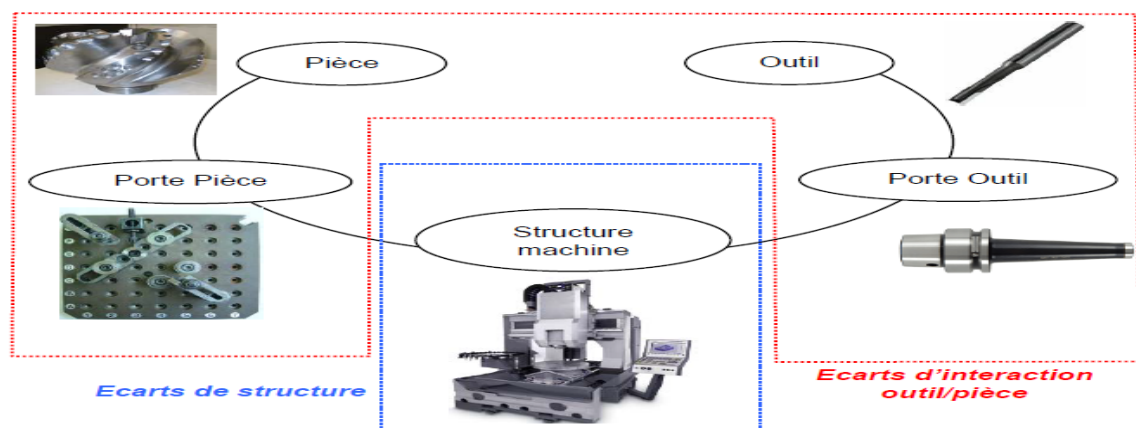 Pièce
Outil
Porte Pièce
Porte Outil
Structure
machine
Ecarts de structure
Ecarts d'interaction
outil/pièce